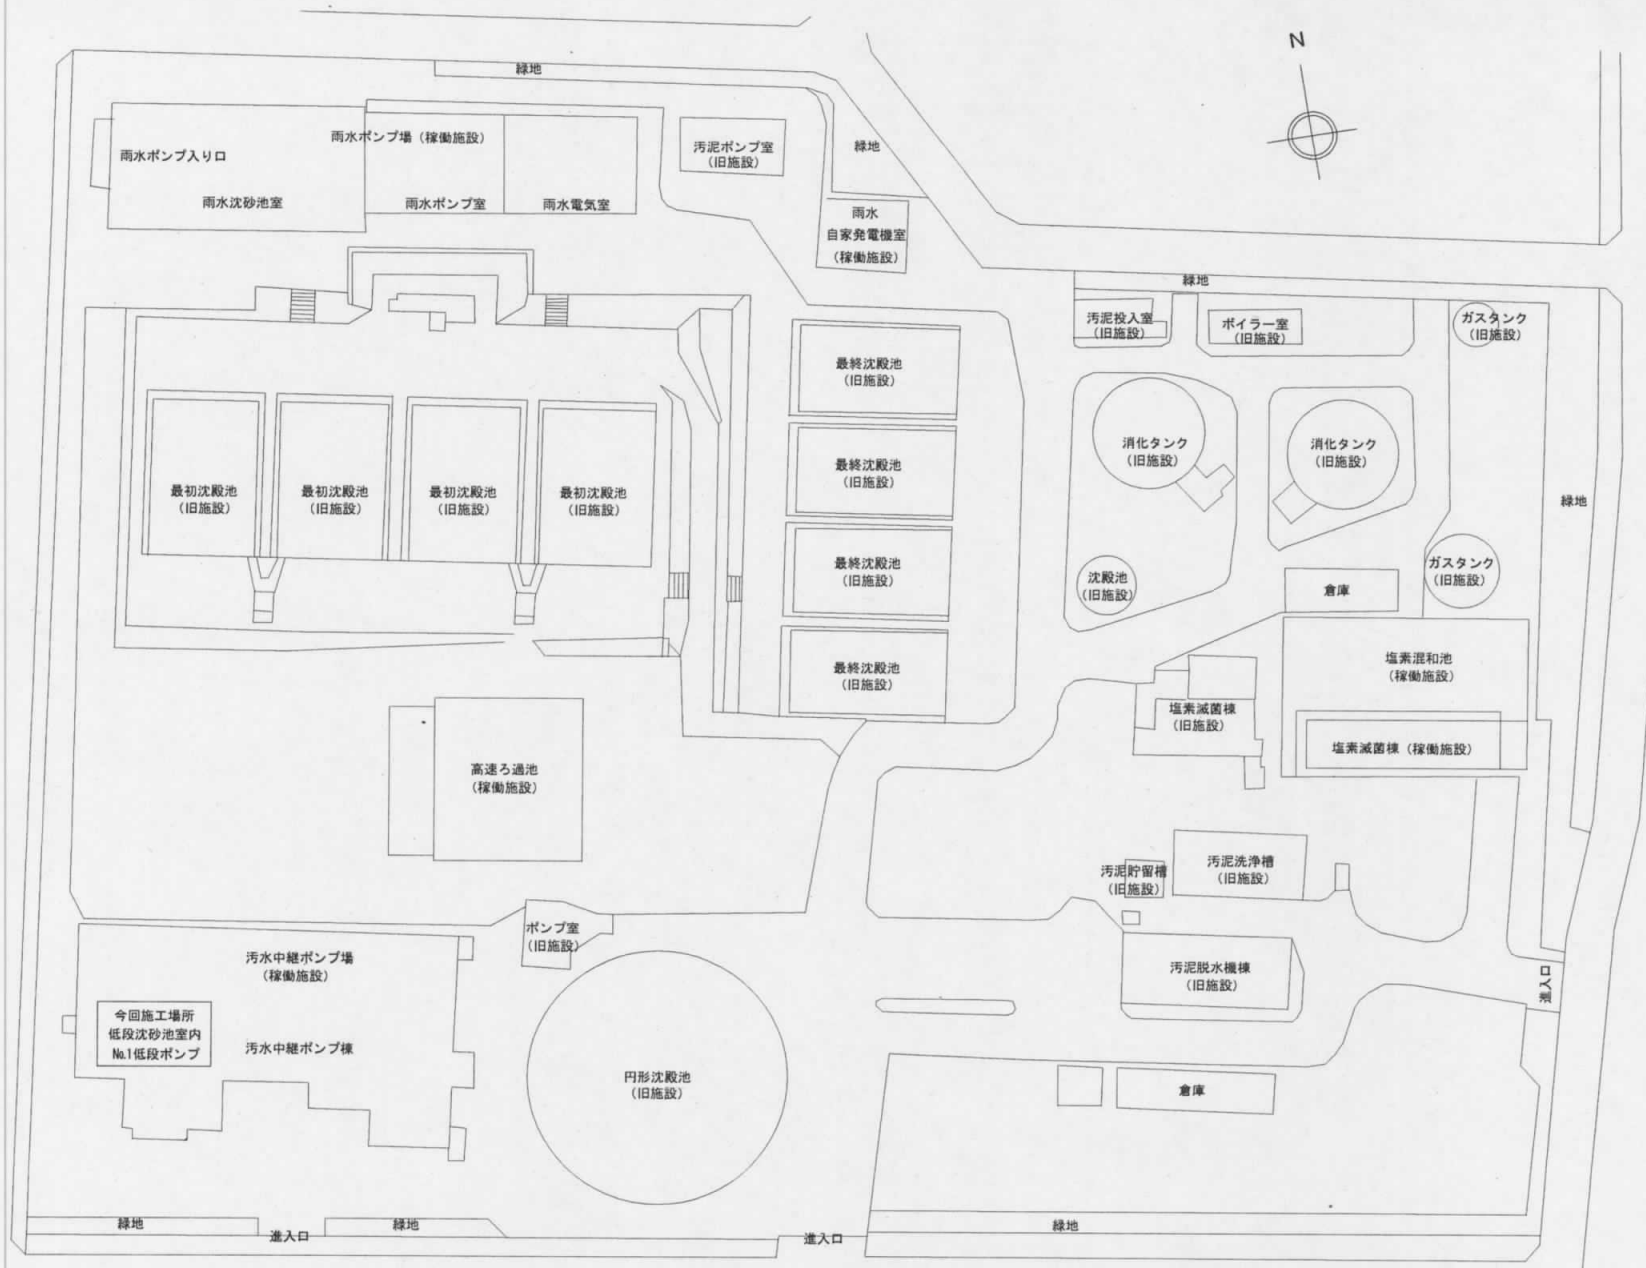 N
緑地
雨水ポンプ場（稼働施設）
雨水ポンプ入り口
雨水沈砂池室
雨水ポンプ室
雨水電気室
汚泥ポンプ室
（旧施設）
緑地
雨水
自家発電機室
（稼働施設）
緑地
汚泥投入室
（旧施設）
ボイラー室
（旧施設）
ガスタンク
（旧施設）
最終沈殿池
（旧施設）
最終沈殿池
（旧施設）
最終沈殿池
（旧施設）
最終沈殿池
（旧施設）
消化タンク
（旧施設）
消化タンク
（旧施設）
緑地
最初沈殿池
（旧施設）
最初沈殿池
（旧施設）
最初沈殿池
（旧施設）
最初沈殿池
（旧施設）
沈殿池
（旧施設）
倉庫
ガスタンク
（旧施設）
塩素混和池
（稼働施設）
塩素滅菌棟
（旧施設）
塩素滅菌棟（稼働施設）
高速ろ過池
（稼働施設）
汚泥貯留槽
（旧施設）
汚泥洗浄槽
（旧施設）
ポンプ室
（旧施設）
汚水中継ポンプ場
（稼働施設）
汚泥脱水機棟
（旧施設）
進入口
今回施工場所
低段沈砂池室内
№1低段ポンプ
汚水中継ポンプ棟
円形沈殿池
（旧施設）
倉庫
緑地
進入口
緑地
進入口
緑地